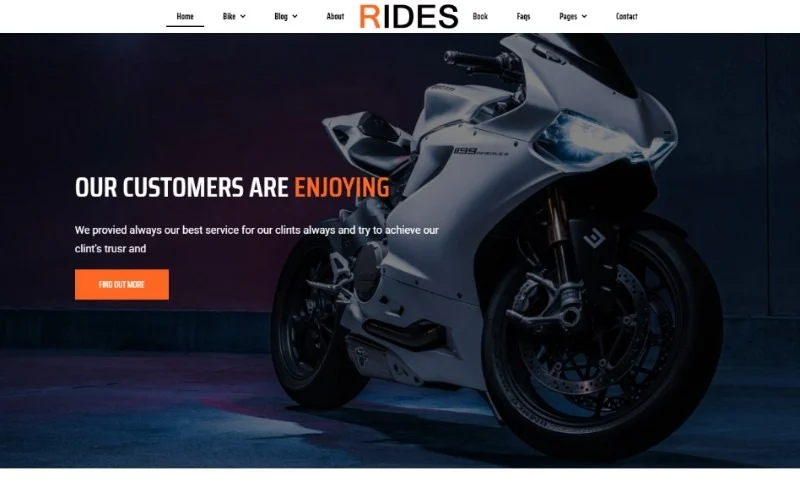 Home Bike Blog About RIDES Book Faqs Pages Contact
1199
OUR CUSTOMERS ARE ENJOYING
We provied always our best service for our clints always and try to achieve our
clint's trusr and
FIND OUT MORE